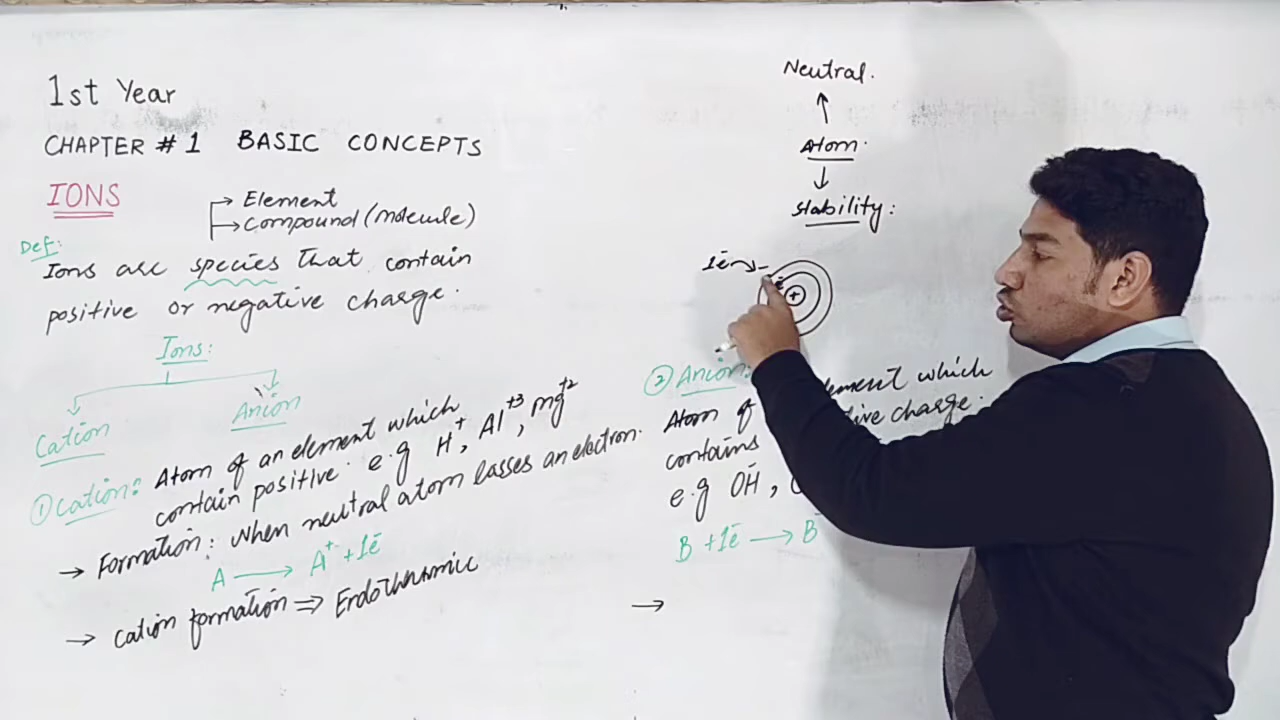 1st Year
CHAPTER # 1 BASIC CONCEPTS
IONS
→ Element
→ compound (molecule)
Def:
Ions are species that contain
positive or negative charge.
Ions:
Cation
Anion
① Cation: Atom of an element which
contain positive. e.g H⁺, Al⁺³, mg⁺²
→ Formation: when neutral atom lasses an electron.
A ⟶ A⁺ + 1ē
→ Cation formation ⇒ Endothermic
Neutral.
↑
Atom.
↓
stability:
1ē → –
ē
+
② Anion:
Atom of element which
contains charge.
e.g OH̄,
B + 1ē ⟶ B̄
→